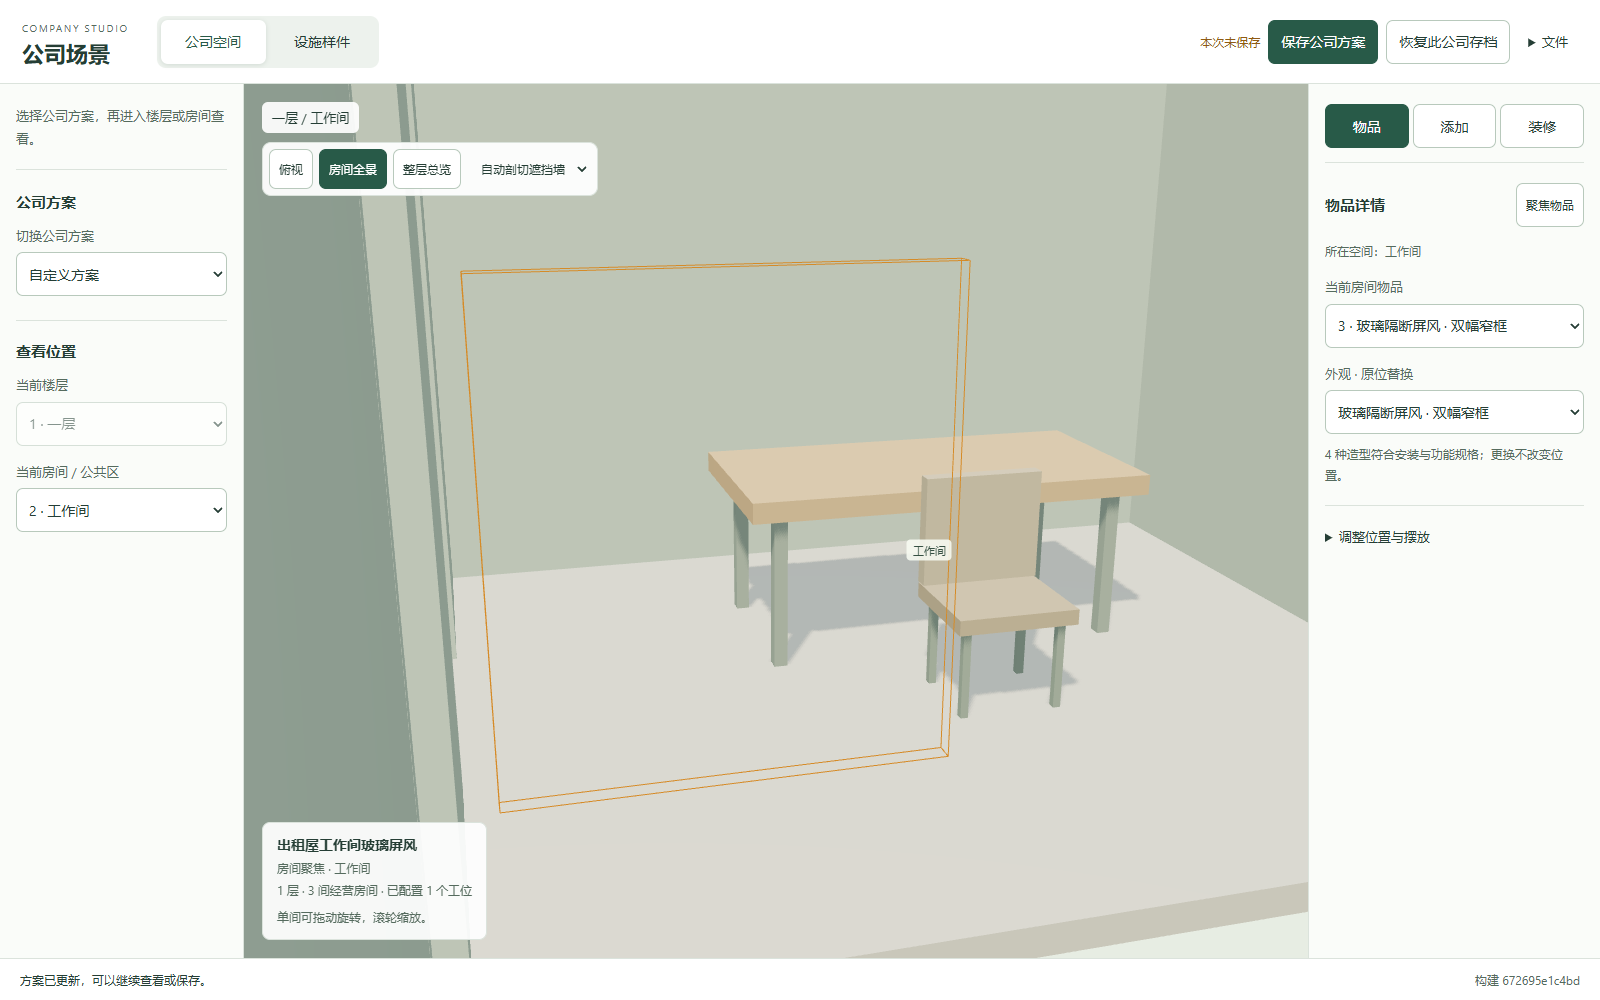 COMPANY STUDIO
公司场景
公司空间
设施样件
本次未保存
保存公司方案
恢复此公司存档
文件
选择公司方案，再进入楼层或房间查
看。
公司方案
切换公司方案
自定义方案
查看位置
当前楼层
1 · 一层
当前房间 / 公共区
2 · 工作间
一层 / 工作间
俯视
房间全景
整层总览
自动剖切遮挡墙
工作间
出租屋工作间玻璃屏风
房间聚焦 · 工作间
1 层 · 3 间经营房间 · 已配置 1 个工位
单间可拖动旋转，滚轮缩放。
物品
添加
装修
物品详情
聚焦物品
所在空间：工作间
当前房间物品
3 · 玻璃隔断屏风 · 双幅窄框
外观 · 原位替换
玻璃隔断屏风 · 双幅窄框
4 种造型符合安装与功能规格；更换不改变位
置。
调整位置与摆放
方案已更新，可以继续查看或保存。
构建 672695e1c4bd